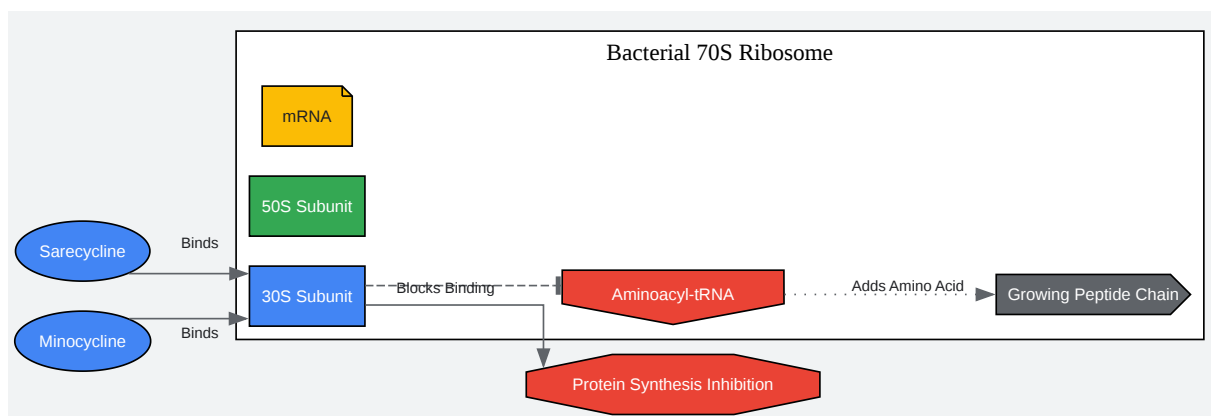 Bacterial 70S Ribosome
mRNA
50S Subunit
Sarecycline
Binds
30S Subunit
Blocks Binding
Aminoacyl-tRNA
Adds Amino Acid
Growing Peptide Chain
Minocycline
Binds
Protein Synthesis Inhibition